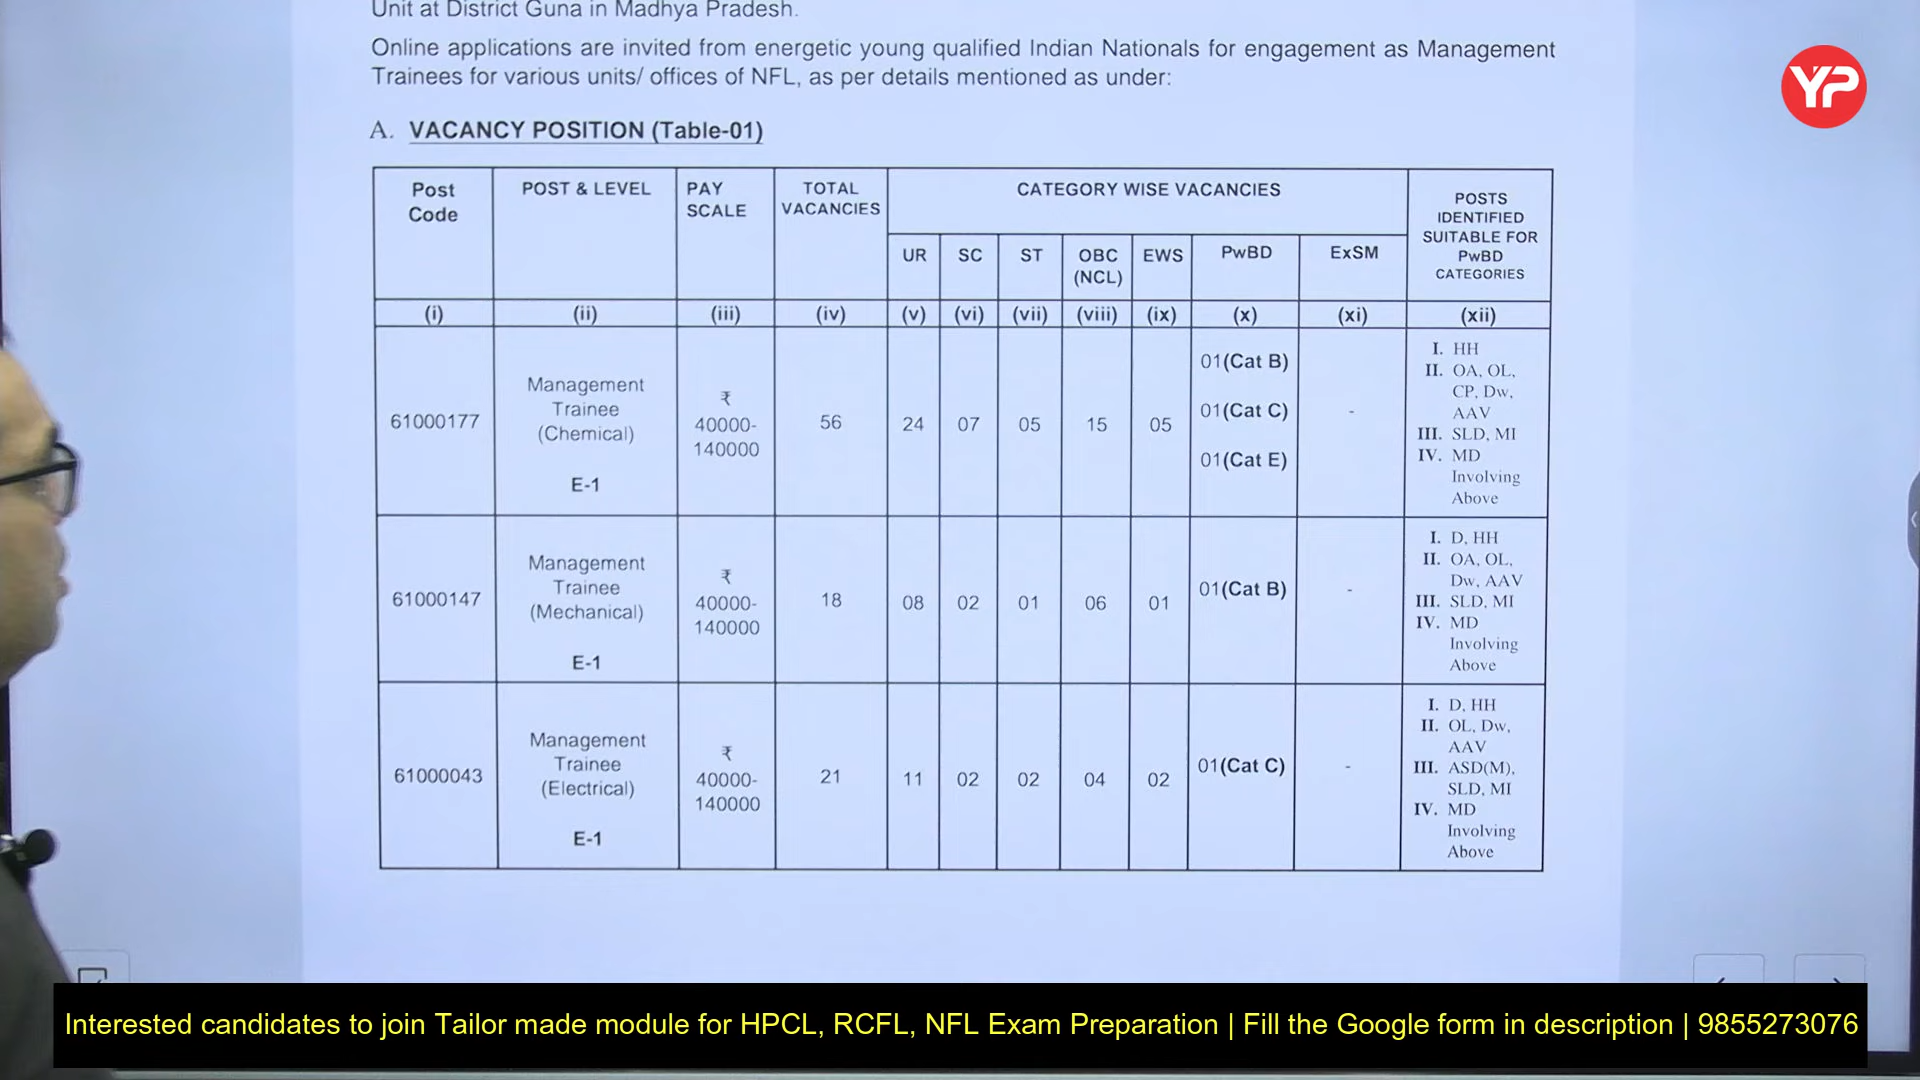 Unit at District Guna in Madhya Pradesh.
Online applications are invited from energetic young qualified Indian Nationals for engagement as Management
Trainees for various units/ offices of NFL, as per details mentioned as under:
YP
A. VACANCY POSITION (Table-01)
Post Code POST & LEVEL PAY SCALE TOTAL VACANCIES CATEGORY WISE VACANCIES POSTS IDENTIFIED SUITABLE FOR PwBD CATEGORIES
UR SC ST OBC (NCL) EWS PwBD ExSM
(i) (ii) (iii) (iv) (v) (vi) (vii) (viii) (ix) (x) (xi) (xii)
61000177
Management
Trainee
(Chemical)
E-1
₹
40000-
140000
56 24 07 05 15 05
01(Cat B)
01(Cat C)
01(Cat E)
-
I. HH
II. OA, OL,
CP, Dw,
AAV
III. SLD, MI
IV. MD
Involving
Above
61000147
Management
Trainee
(Mechanical)
E-1
₹
40000-
140000
18 08 02 01 06 01
01(Cat B)
-
I. D, HH
II. OA, OL,
Dw, AAV
III. SLD, MI
IV. MD
Involving
Above
61000043
Management
Trainee
(Electrical)
E-1
₹
40000-
140000
21 11 02 02 04 02
01(Cat C)
-
I. D, HH
II. OL, Dw,
AAV
III. ASD(M),
SLD, MI
IV. MD
Involving
Above
Interested candidates to join Tailor made module for HPCL, RCFL, NFL Exam Preparation | Fill the Google form in description | 9855273076